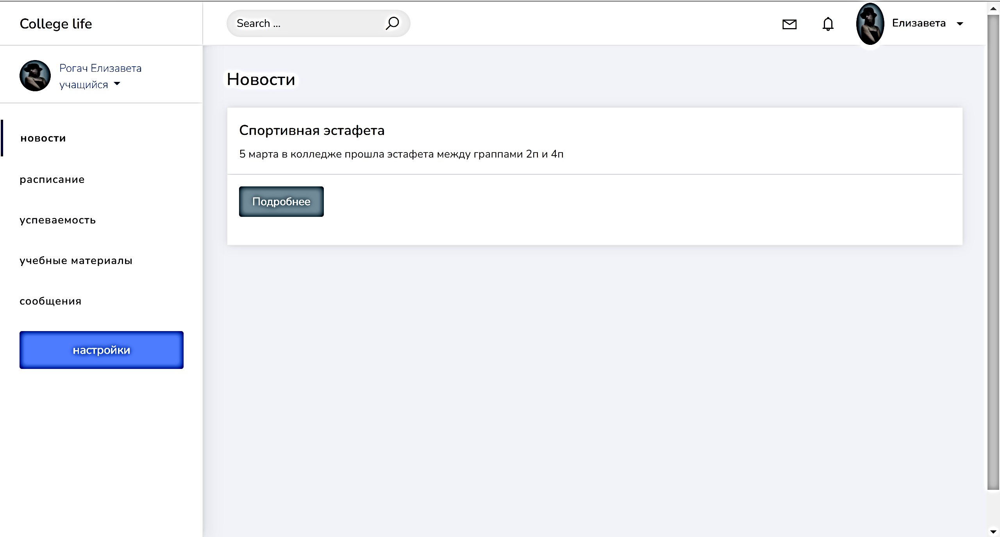 College life
Search ...
Елизавета
Рогач Елизавета
учащийся
новости
расписание
успеваемость
учебные материалы
сообщения
настройки
Новости
Спортивная эстафета
5 марта в колледже прошла эстафета между граппами 2п и 4п
Подробнее